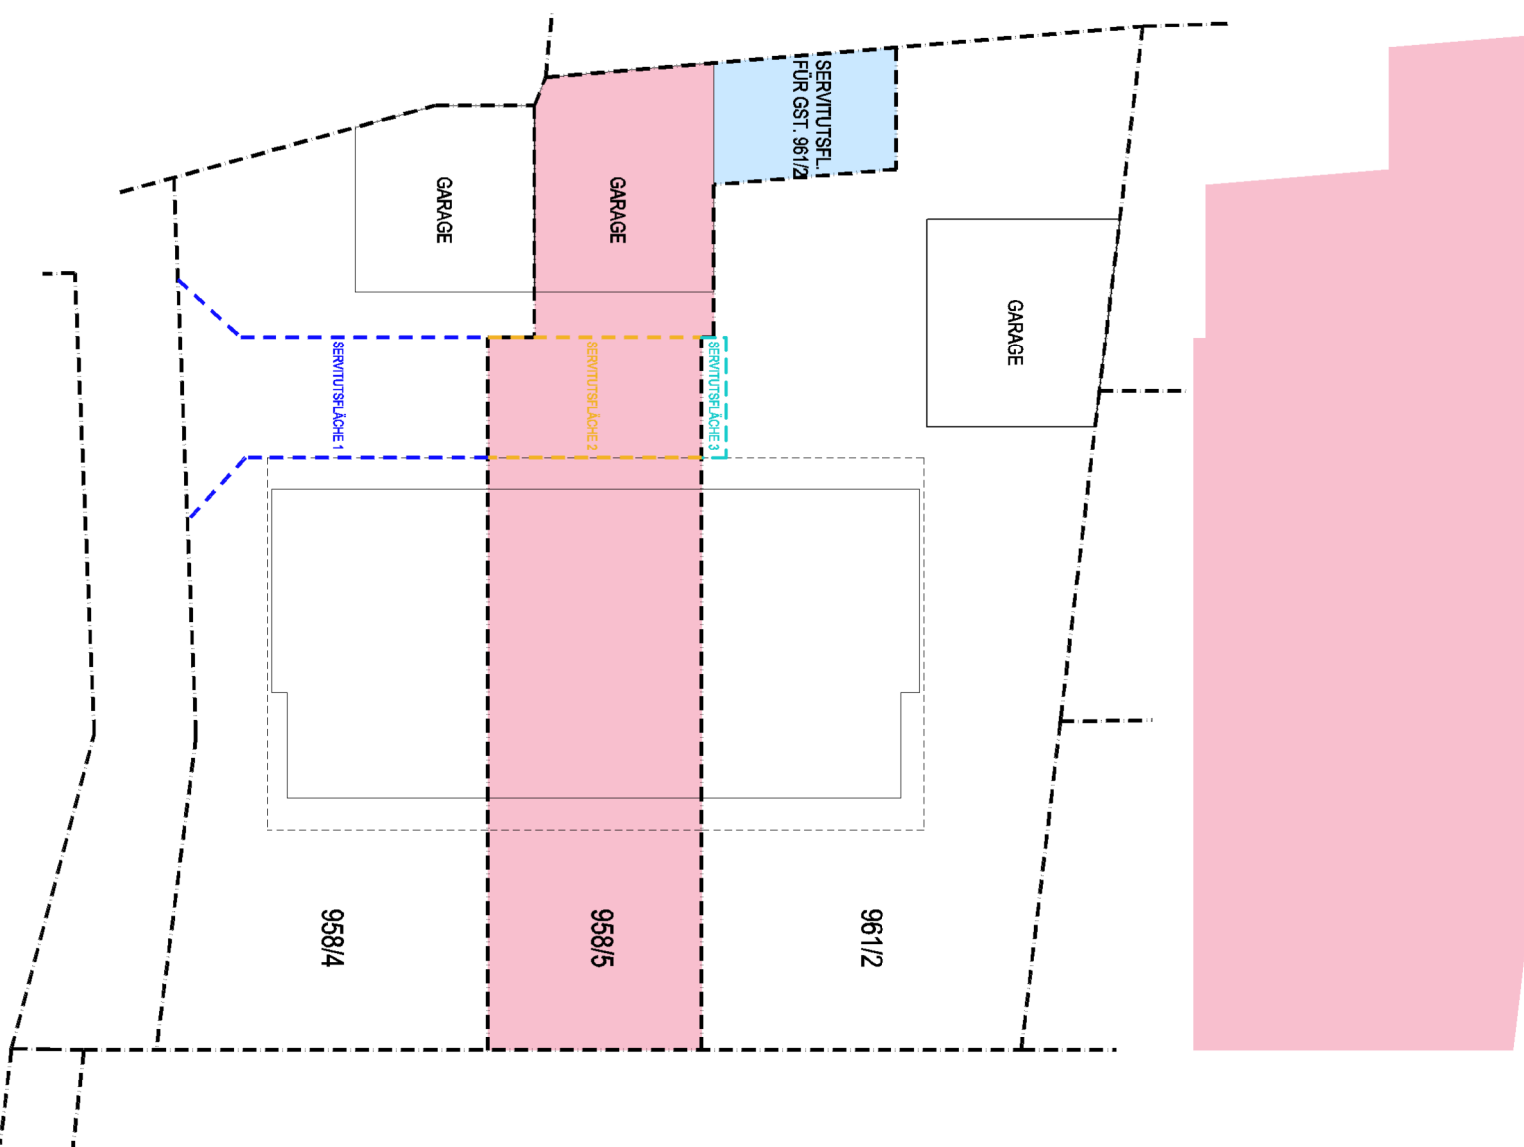 SERVITUTSFL.
FÜR GST. 961/2
GARAGE
GARAGE
GARAGE
SERVITUTSFLÄCHE 1
SERVITUTSFLÄCHE 2
SERVITUTSFLÄCHE 3
958/4
958/5
961/2